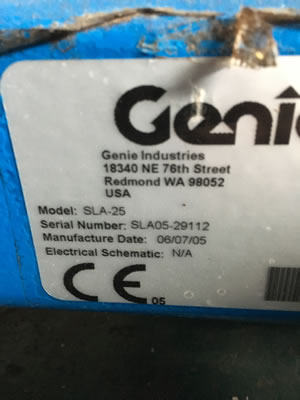 Genie
Genie Industries
18340 NE 76th Street
Redmond WA 98052
USA
Model: SLA-25
Serial Number: SLA05-29112
Manufacture Date: 06/07/05
Electrical Schematic: N/A
CE 05